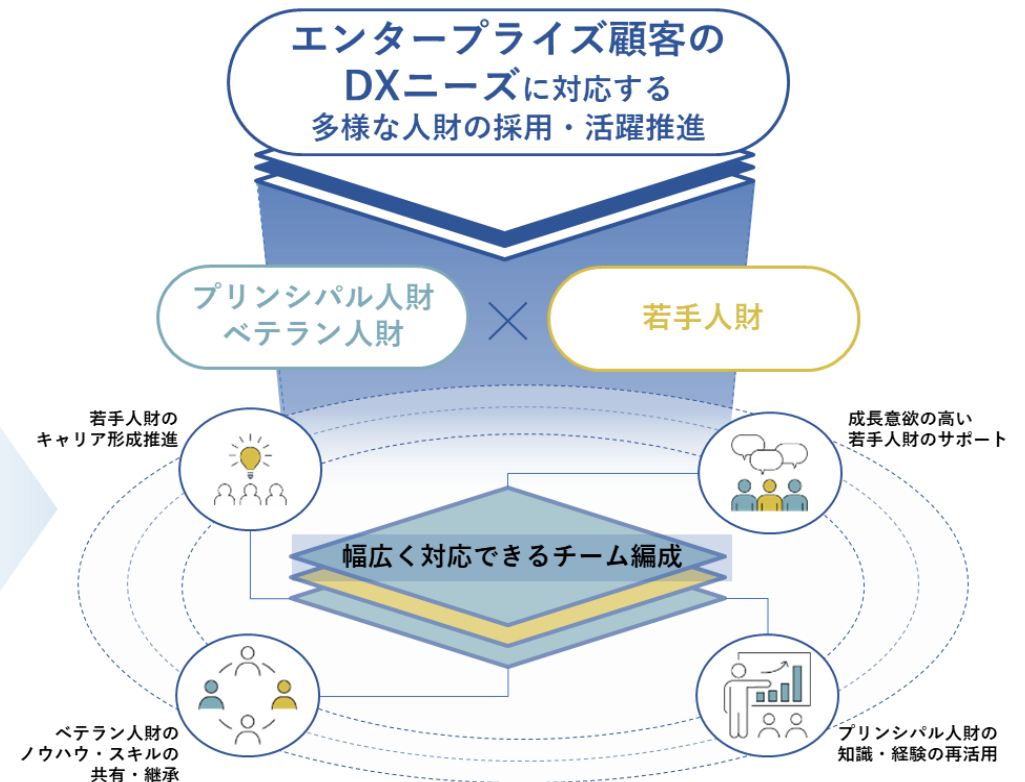 エンタープライズ顧客の
DXニーズに対応する
多様な人財の採用・活躍推進
プリンシパル人財
ベテラン人財
×
若手人財
若手人財の
キャリア形成推進
成長意欲の高い
若手人財のサポート
幅広く対応できるチーム編成
ベテラン人財の
ノウハウ・スキルの
共有・継承
プリンシパル人財の
知識・経験の再活用